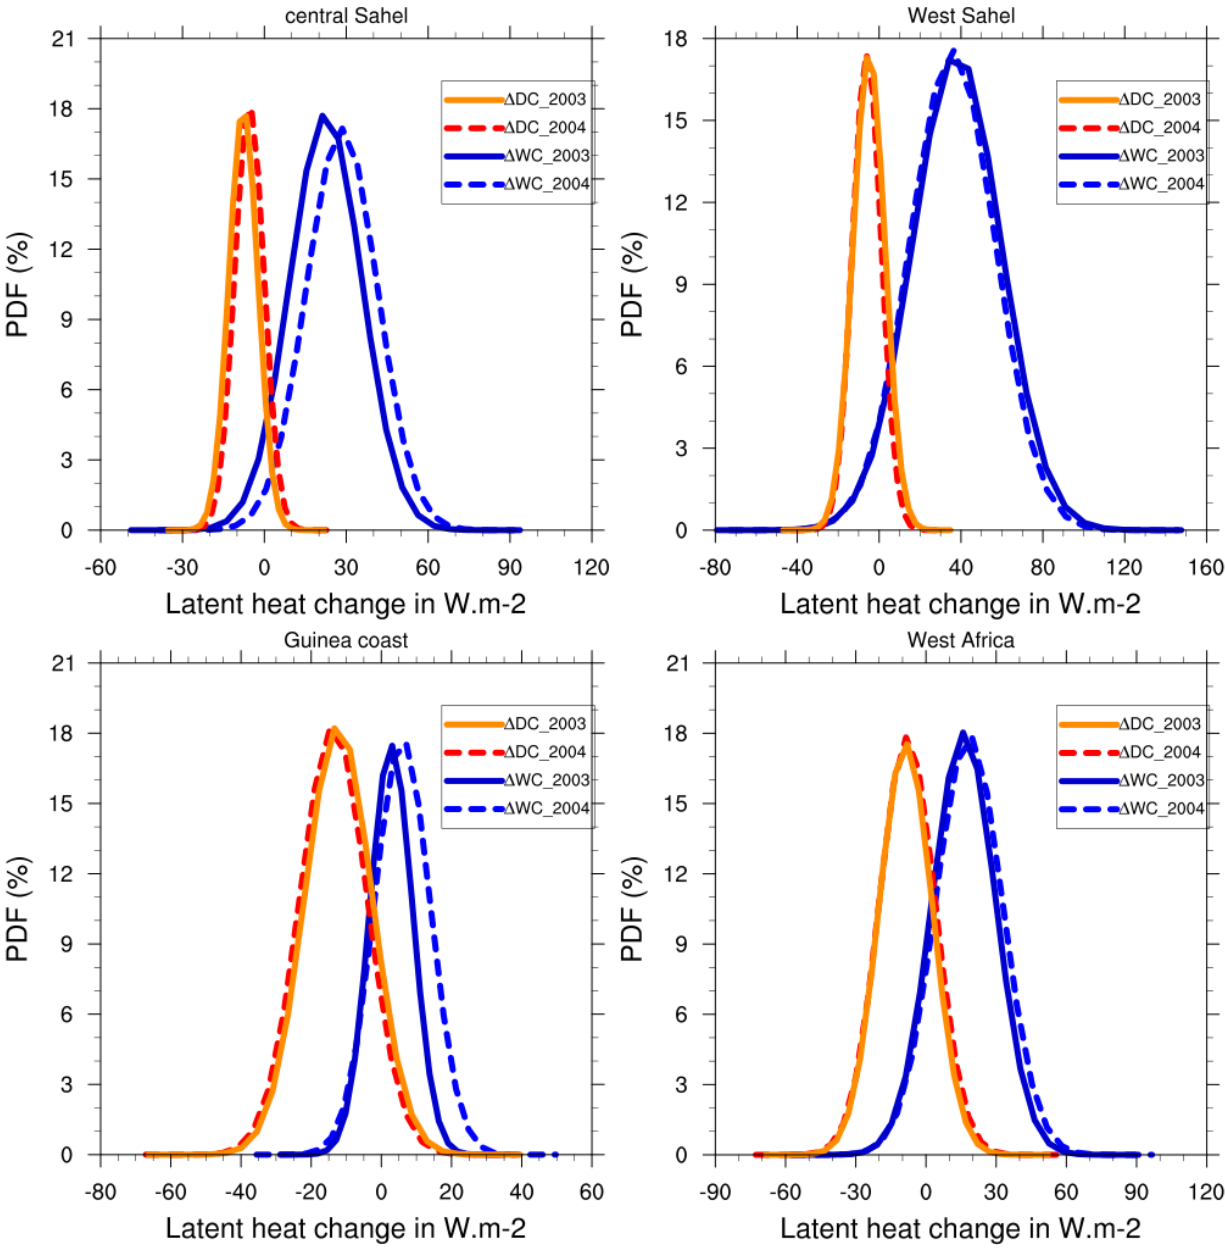 central Sahel
21
18
15
12
9
6
3
0
PDF (%)
-60 -30 0 30 60 90 120
Latent heat change in W.m-2
ΔDC_2003
ΔDC_2004
ΔWC_2003
ΔWC_2004
West Sahel
18
15
12
9
6
3
0
PDF (%)
-80 -40 0 40 80 120 160
Latent heat change in W.m-2
ΔDC_2003
ΔDC_2004
ΔWC_2003
ΔWC_2004
Guinea coast
21
18
15
12
9
6
3
0
PDF (%)
-80 -60 -40 -20 0 20 40 60
Latent heat change in W.m-2
ΔDC_2003
ΔDC_2004
ΔWC_2003
ΔWC_2004
West Africa
21
18
15
12
9
6
3
0
PDF (%)
-90 -60 -30 0 30 60 90 120
Latent heat change in W.m-2
ΔDC_2003
ΔDC_2004
ΔWC_2003
ΔWC_2004